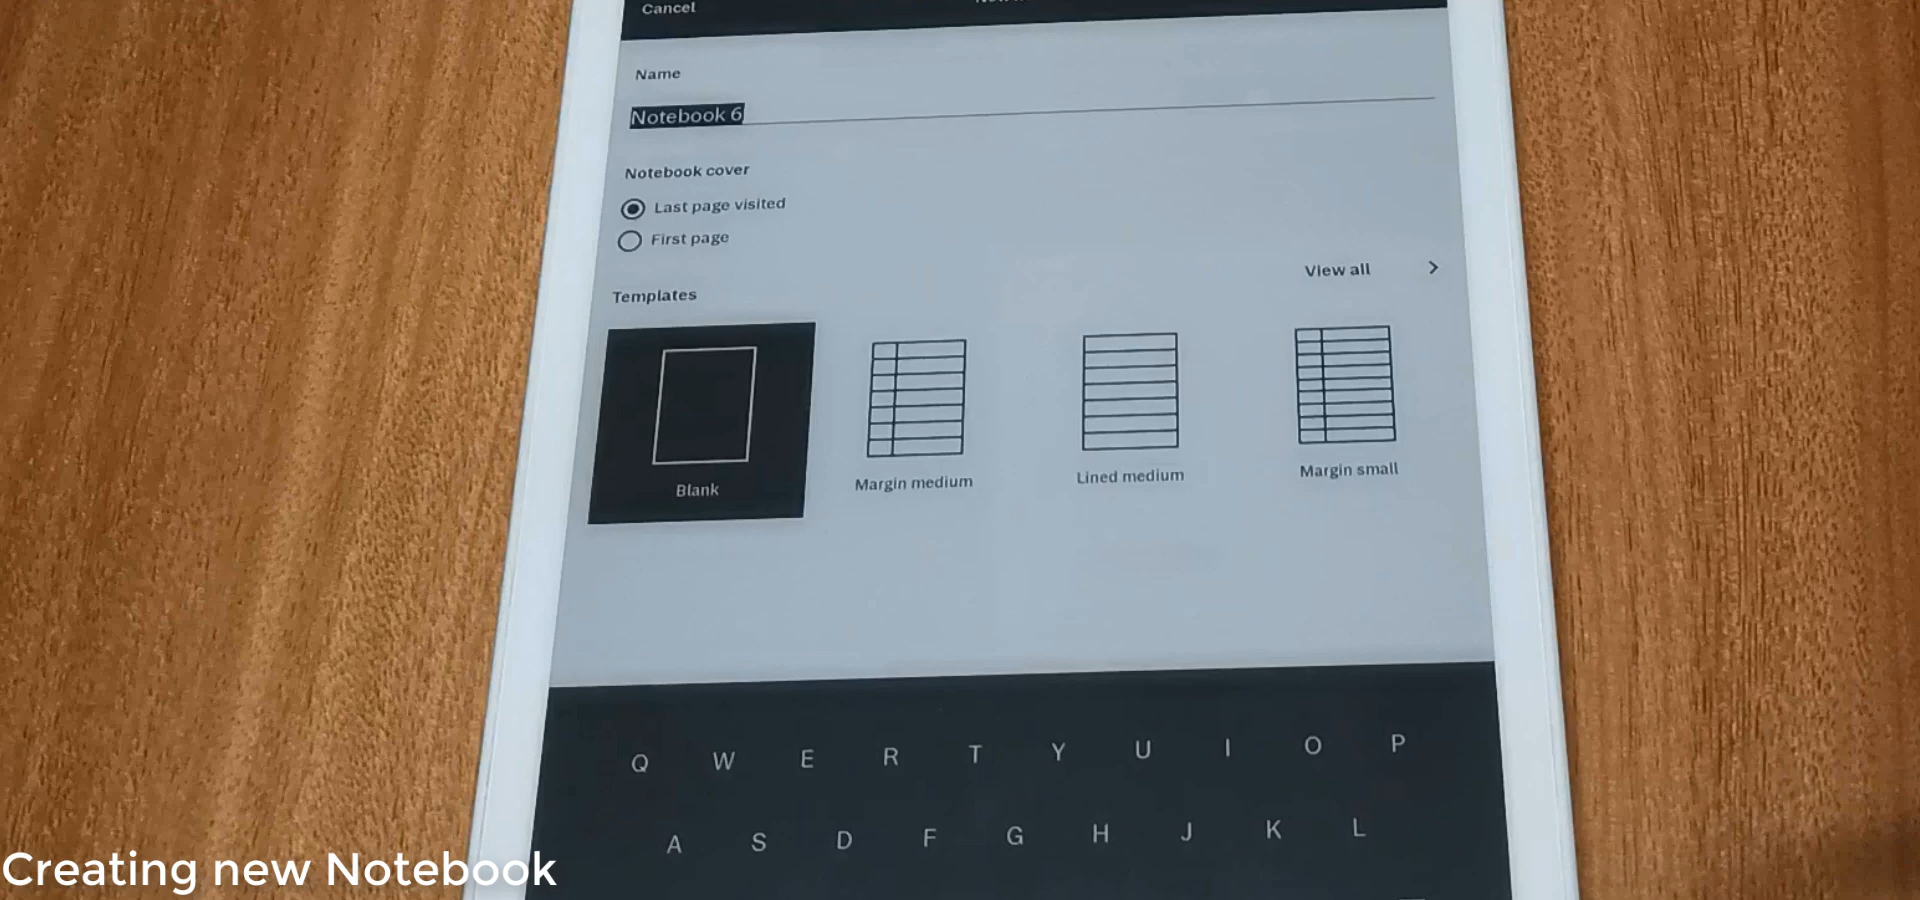 Cancel
Name
Notebook 6
Notebook cover
Last page visited
First page
View all
Templates
Blank
Margin medium
Lined medium
Margin small
Q W E R T Y U I O P
A S D F G H J K L
Creating new Notebook